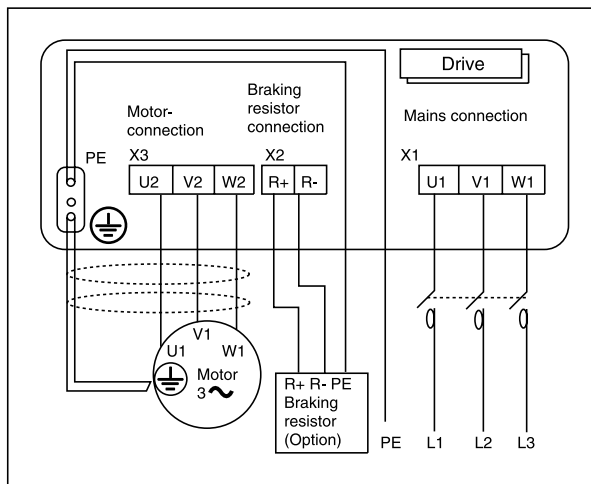 Drive
Motor-
connection
Braking
resistor
connection
Mains connection
PE
X3
X2
X1
U2 V2 W2
R+ R-
U1 V1 W1
V1
U1 W1
Motor
3
R+ R- PE
Braking
resistor
(Option)
PE L1 L2 L3